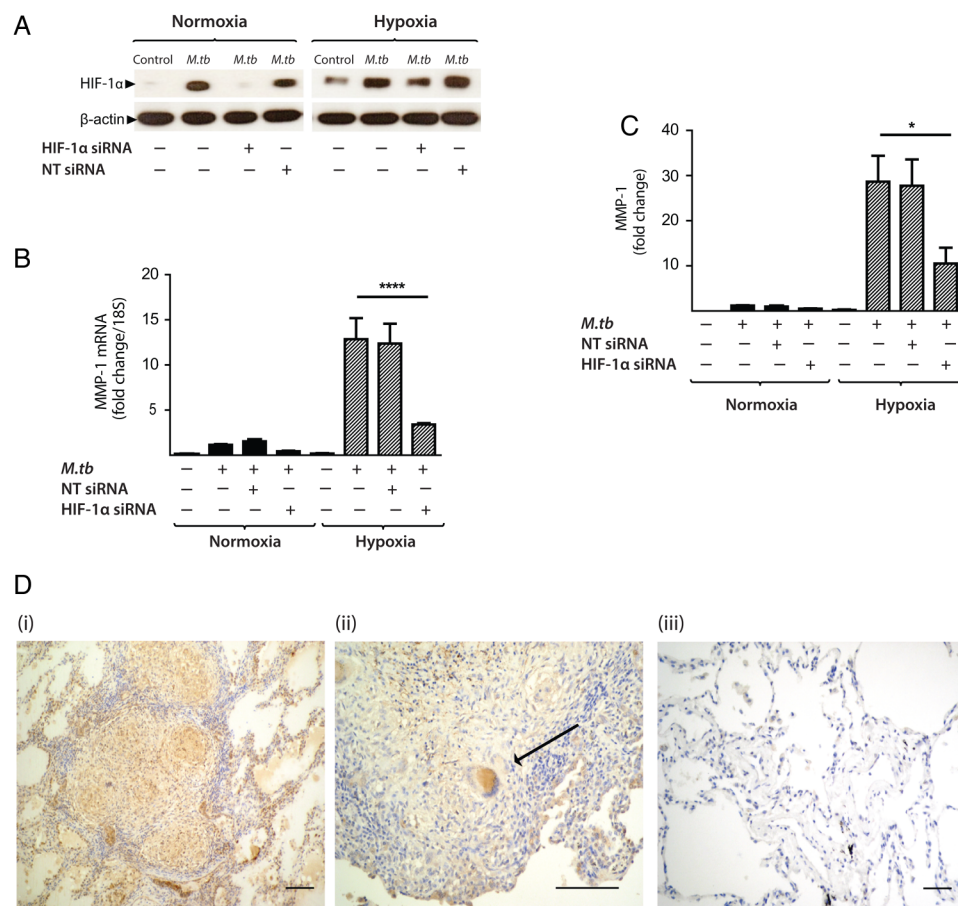 A
Normoxia Hypoxia
Control M.tb M.tb M.tb Control M.tb M.tb M.tb
HIF-1α
β-actin
HIF-1α siRNA – – + – – – + –
NT siRNA – – – + – – – +
B
20
15
10
5
MMP-1 mRNA
(fold change/18S)
****
M.tb – + + + – + + +
NT siRNA – – + – – – + –
HIF-1α siRNA – – – + – – – +
Normoxia Hypoxia
C
40
30
20
10
MMP-1
(fold change)
*
M.tb – + + + – + + +
NT siRNA – – + – – – + –
HIF-1α siRNA – – – + – – – +
Normoxia Hypoxia
D
(i) (ii) (iii)